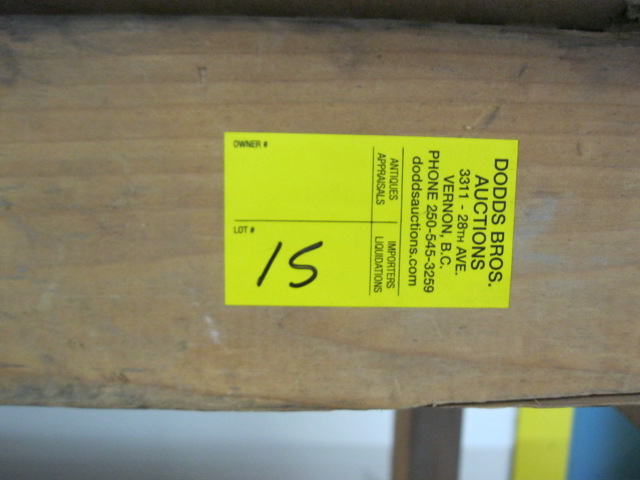 DODDS BROS.
AUCTIONS
3311 - 28TH AVE.
VERNON, B.C.
PHONE 250-545-3259
doddsauctions.com
ANTIQUES IMPORTERS
APPRAISALS LIQUIDATIONS
OWNER #
LOT #
15